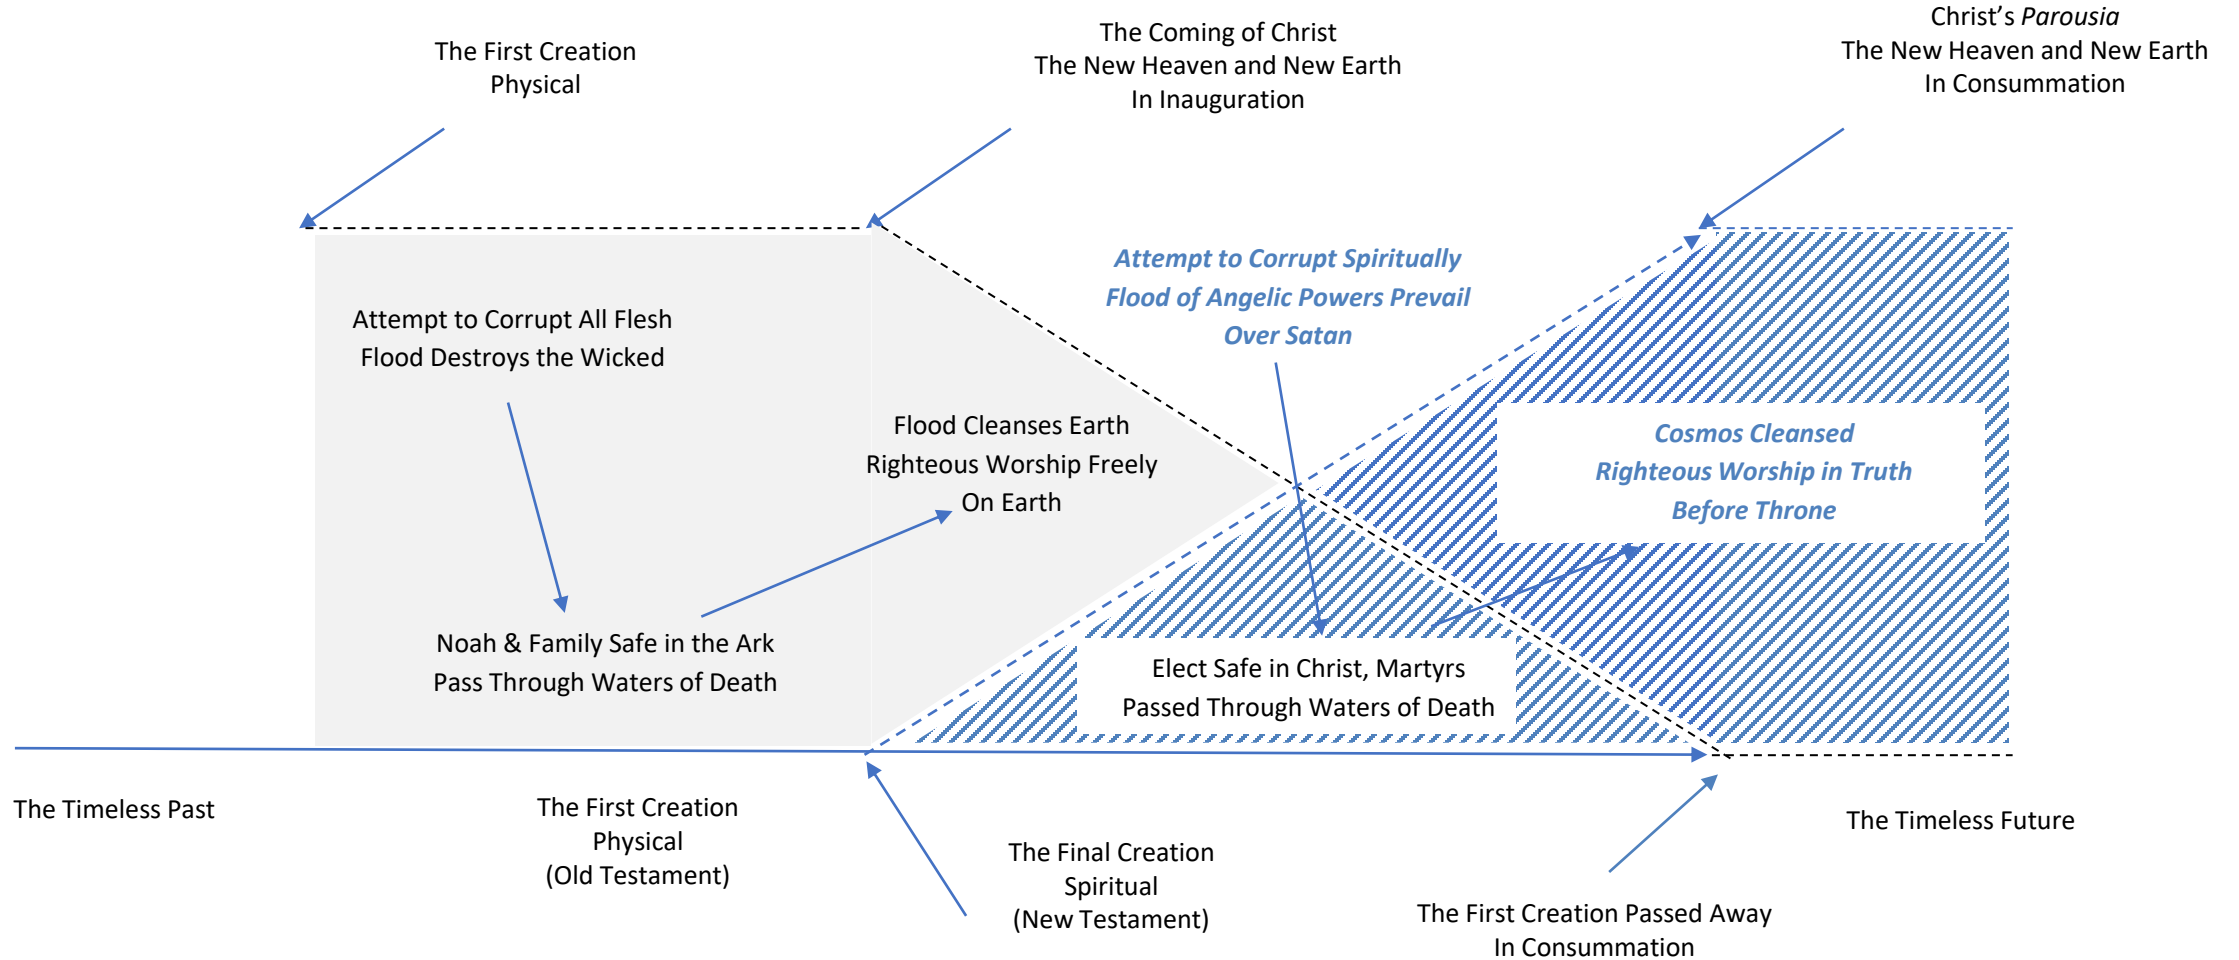 The First Creation
Physical
The Coming of Christ
The New Heaven and New Earth
In Inauguration
Christ’s Parousia
The New Heaven and New Earth
In Consummation
Attempt to Corrupt All Flesh
Flood Destroys the Wicked
Attempt to Corrupt Spiritually
Flood of Angelic Powers Prevail
Over Satan
Flood Cleanses Earth
Righteous Worship Freely
On Earth
Cosmos Cleansed
Righteous Worship in Truth
Before Throne
Noah & Family Safe in the Ark
Pass Through Waters of Death
Elect Safe in Christ, Martyrs
Passed Through Waters of Death
The Timeless Past
The First Creation
Physical
(Old Testament)
The Final Creation
Spiritual
(New Testament)
The First Creation Passed Away
In Consummation
The Timeless Future